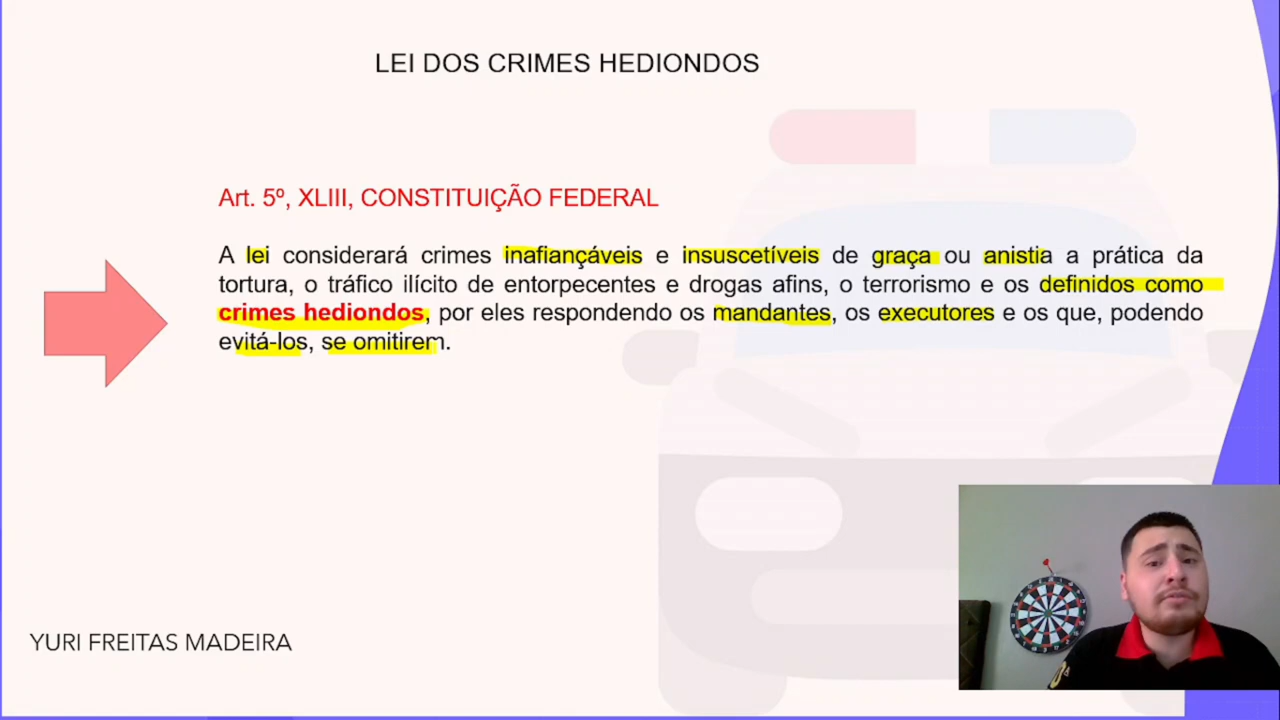 LEI DOS CRIMES HEDIONDOS
Art. 5º, XLIII, CONSTITUIÇÃO FEDERAL
A lei considerará crimes inafiançáveis e insuscetíveis de graça ou anistia a prática da
tortura, o tráfico ilícito de entorpecentes e drogas afins, o terrorismo e os definidos como
crimes hediondos, por eles respondendo os mandantes, os executores e os que, podendo
evitá-los, se omitirem.
YURI FREITAS MADEIRA